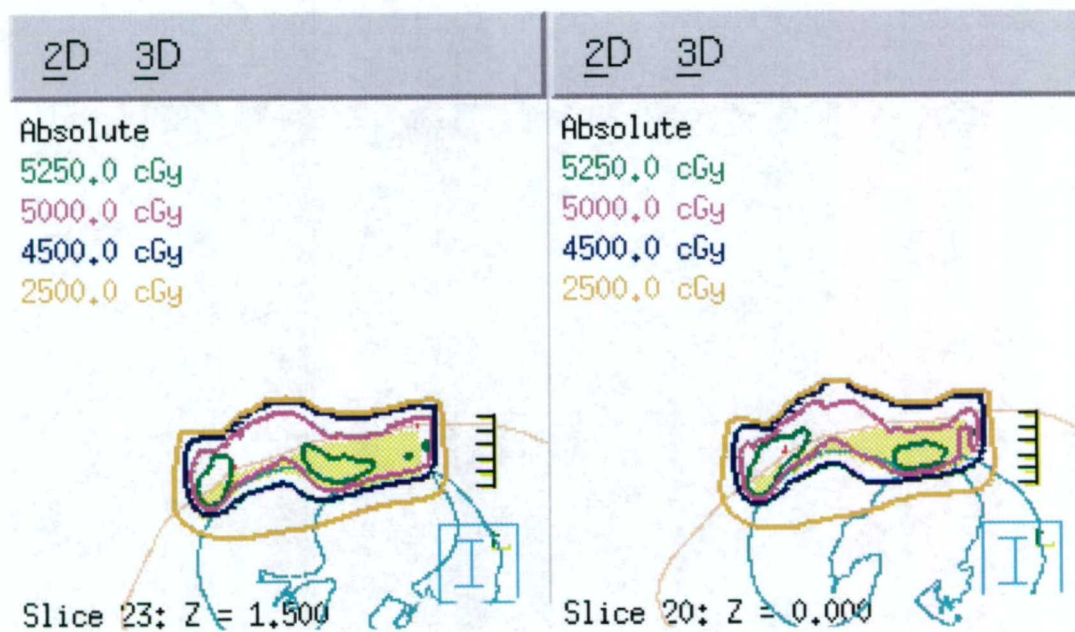 2D 3D
Absolute
5250.0 cGy
5000.0 cGy
4500.0 cGy
2500.0 cGy
Slice 23: Z = 1.500
2D 3D
Absolute
5250.0 cGy
5000.0 cGy
4500.0 cGy
2500.0 cGy
Slice 20: Z = 0.000